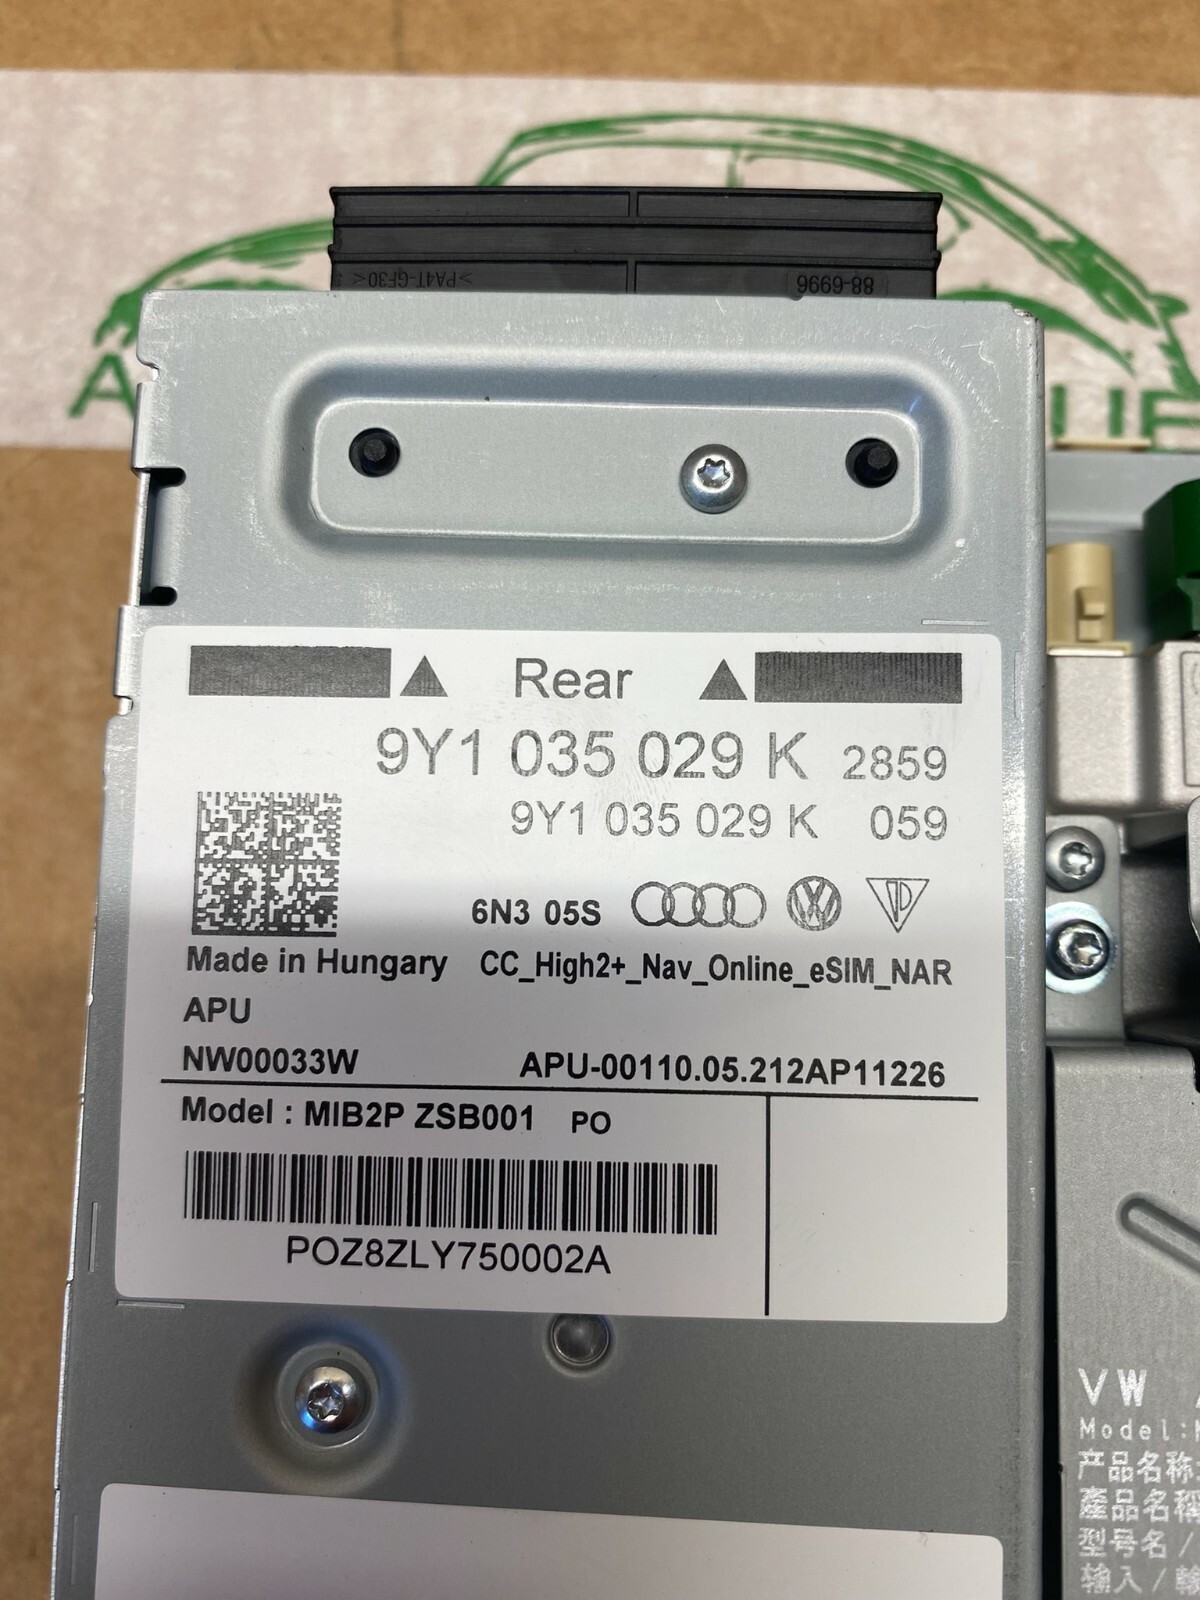 >PA4T-GF30<
88-6996
Rear
9Y1 035 029 K 2859
9Y1 035 029 K 059
6N3 05S
Made in Hungary CC_High2+_Nav_Online_eSIM_NAR
APU
NW00033W APU-00110.05.212AP11226
Model : MIB2P ZSB001 PO
POZ8ZLY750002A
VW
Model:
产品名称
產品名稱
型号名/
输入/輸